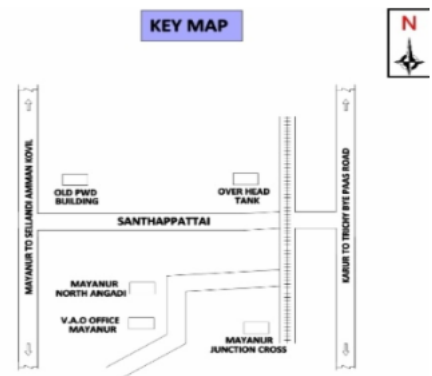 KEY MAP
N
MAYANUR TO SELLANDI AMMAN KOVIL
OLD PWD
BUILDING
OVER HEAD
TANK
KARUR TO TRICHY BYE PAAS ROAD
SANTHAPPATTAI
MAYANUR
NORTH ANGADI
V.A.O OFFICE
MAYANUR
MAYANUR
JUNCTION CROSS